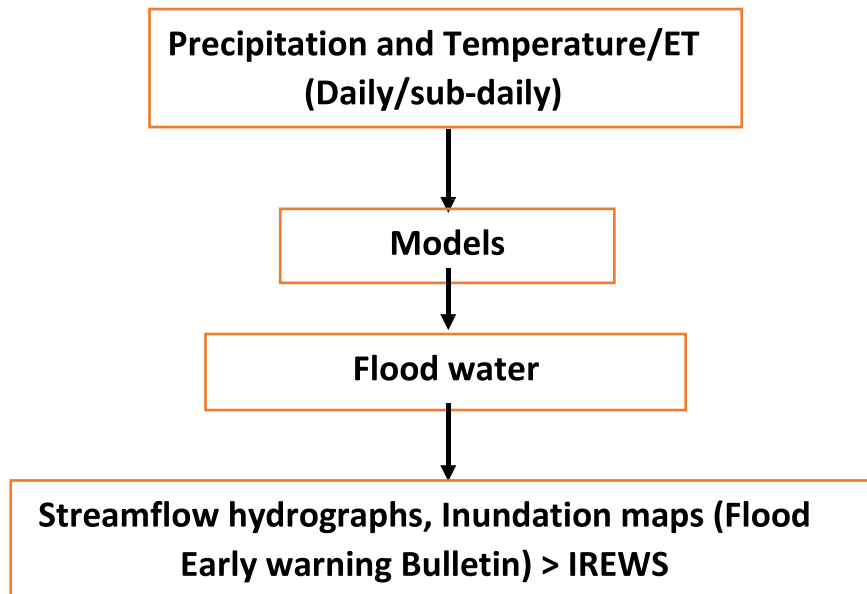 Precipitation and Temperature/ET
(Daily/sub-daily)
Models
Flood water
Streamflow hydrographs, Inundation maps (Flood
Early warning Bulletin) > IREWS